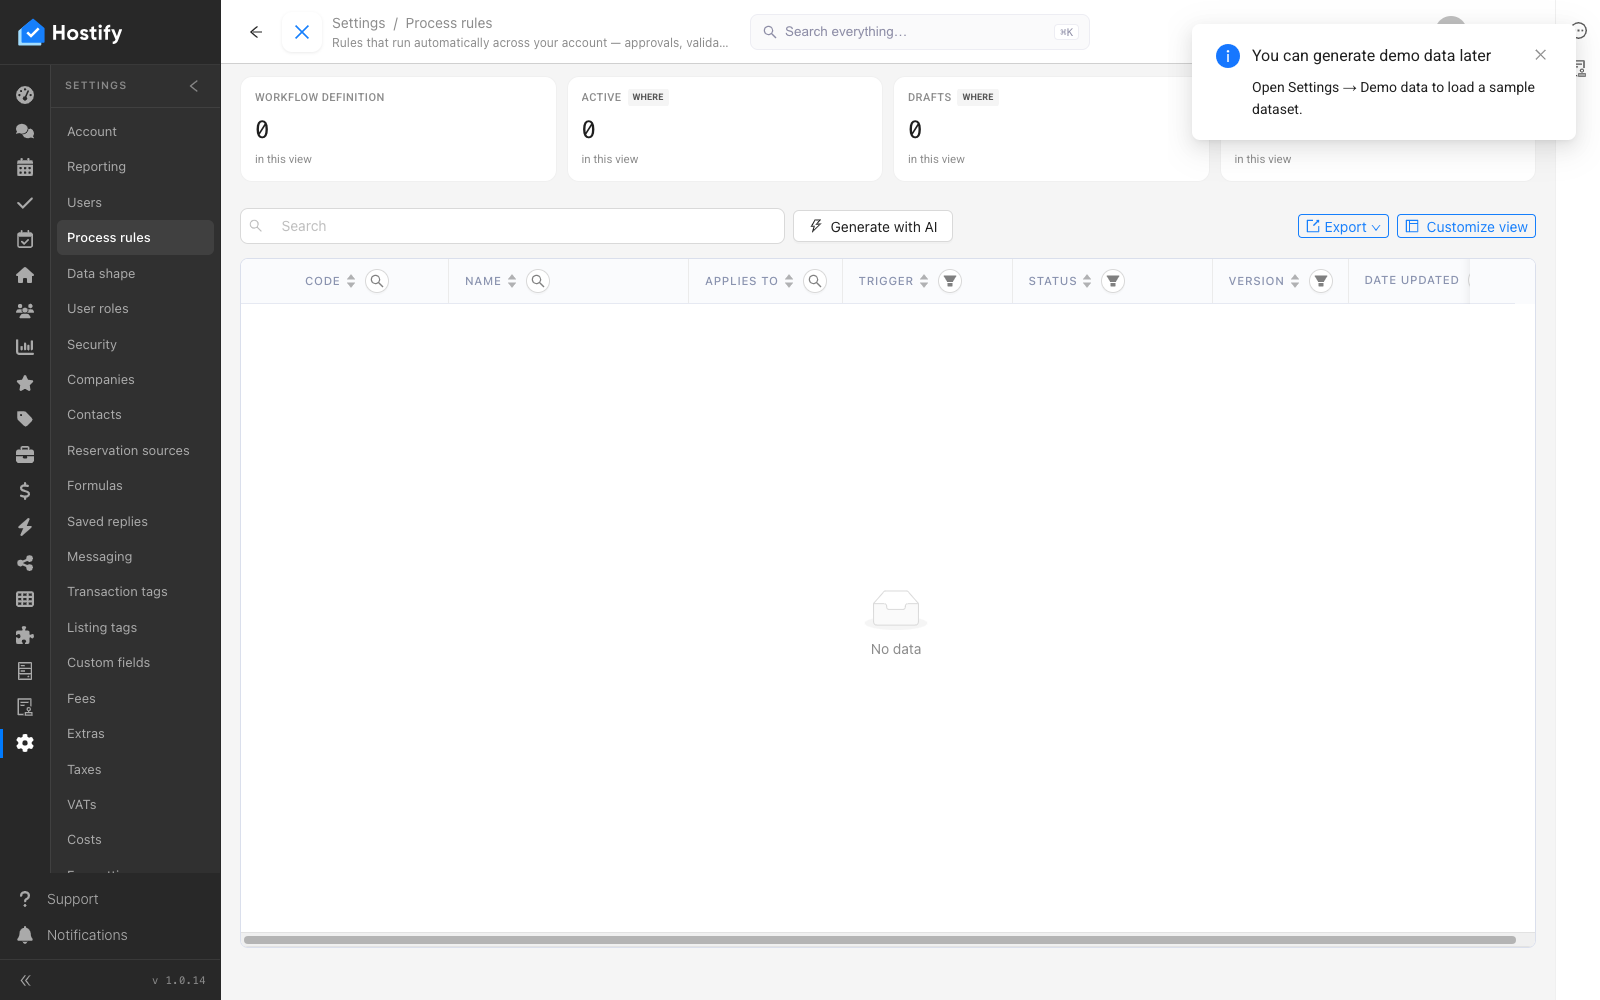 Hostify
SETTINGS
Account
Reporting
Users
Process rules
Data shape
User roles
Security
Companies
Contacts
Reservation sources
Formulas
Saved replies
Messaging
Transaction tags
Listing tags
Custom fields
Fees
Extras
Taxes
VATs
Costs
Support
Notifications
v 1.0.14
Settings / Process rules
Rules that run automatically across your account — approvals, valida...
Search everything... ⌘K
You can generate demo data later
Open Settings → Demo data to load a sample
dataset.
WORKFLOW DEFINITION
0
in this view
ACTIVE WHERE
0
in this view
DRAFTS WHERE
0
in this view
in this view
Search
Generate with AI
Export
Customize view
CODE NAME APPLIES TO TRIGGER STATUS VERSION DATE UPDATED
No data